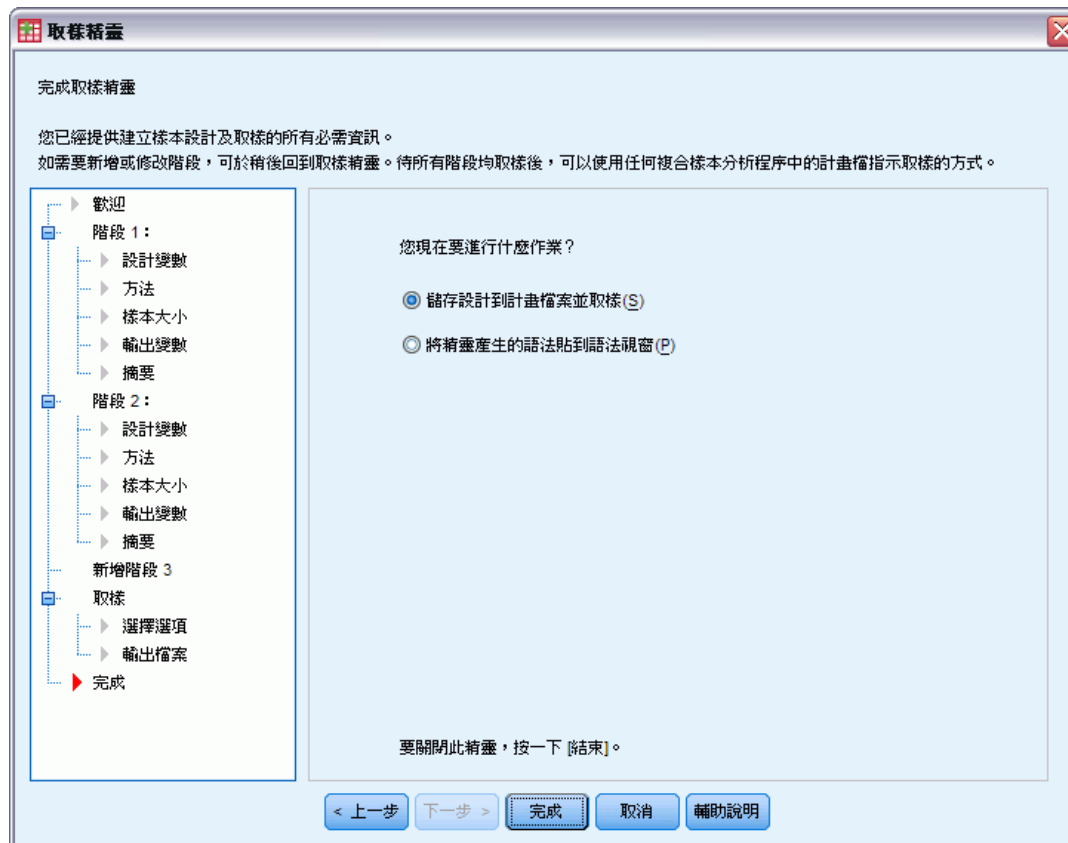 取樣精靈
完成取樣精靈
您已經提供建立樣本設計及取樣的所有必需資訊。
如需要新增或修改階段，可於稍後回到取樣精靈。待所有階段均取樣後，可以使用任何複合樣本分析程序中的計畫檔指示取樣的方式。
歡迎
階段 1：
設計變數
方法
樣本大小
輸出變數
摘要
階段 2：
設計變數
方法
樣本大小
輸出變數
摘要
新增階段 3
取樣
選擇選項
輸出檔案
完成
您現在要進行什麼作業？
儲存設計到計畫檔案並取樣(S)
將精靈產生的語法貼到語法視窗(P)
要關閉此精靈，按一下 [結束]。
< 上一步
下一步 >
完成
取消
輔助說明